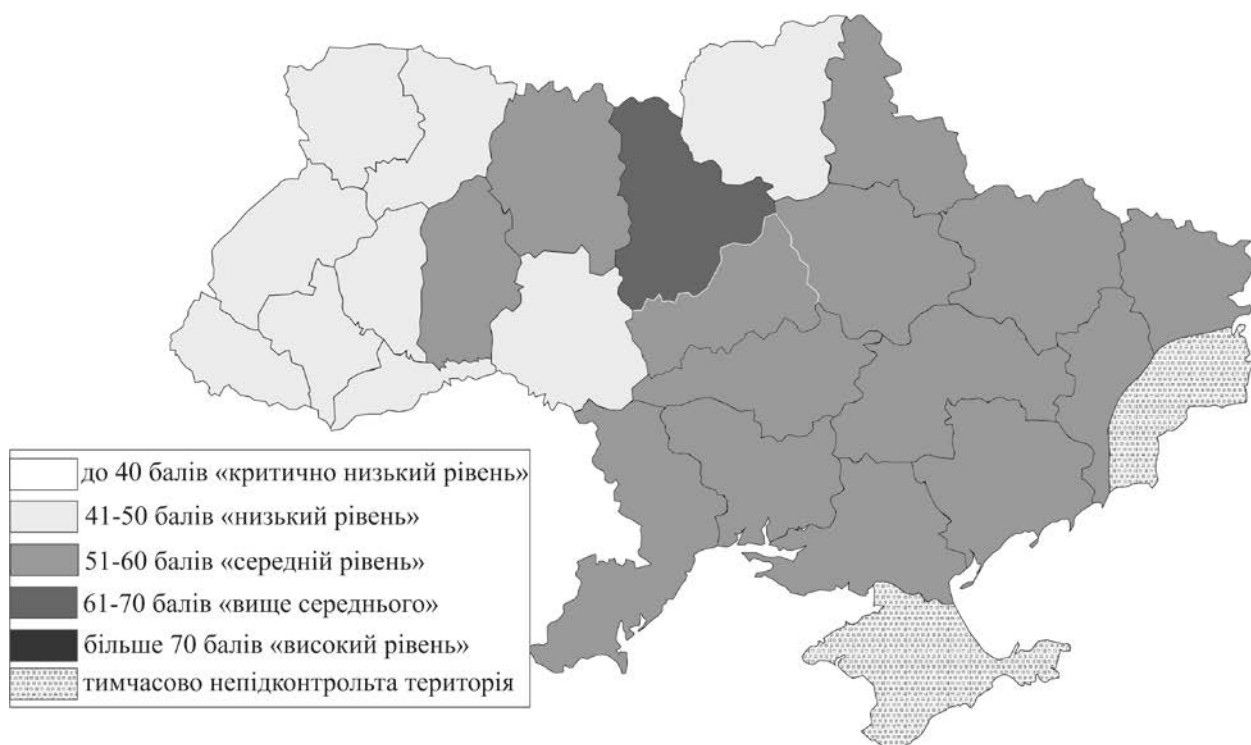 до 40 балів «критично низький рівень»
41-50 балів «низький рівень»
51-60 балів «середній рівень»
61-70 балів «вище середнього»
більше 70 балів «високий рівень»
тимчасово непідконтрольта територія